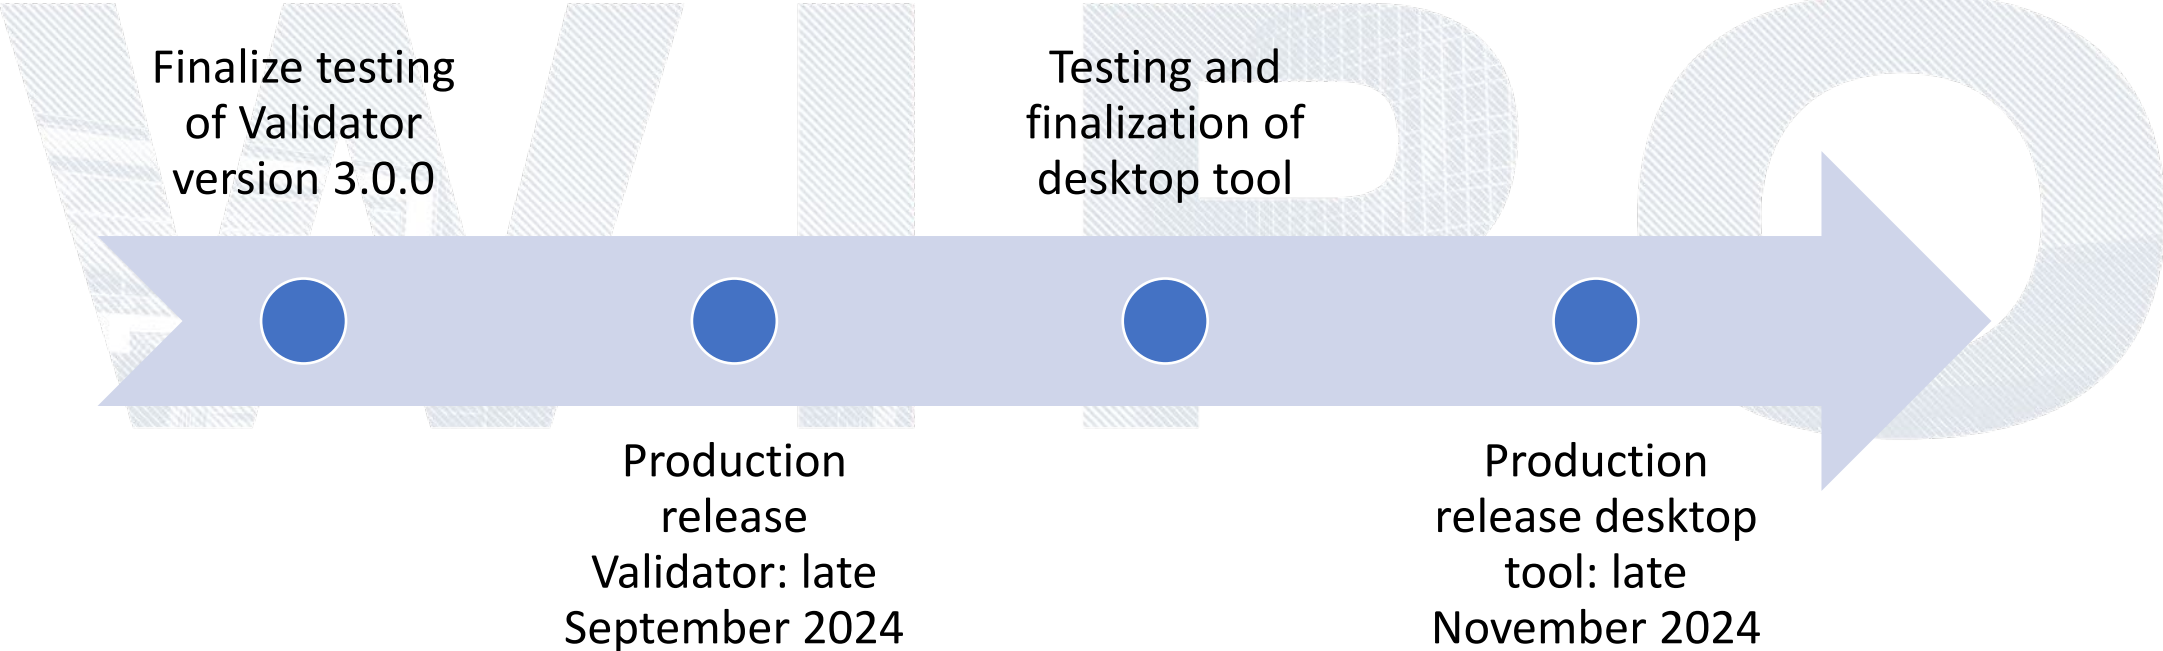 WIPO
Finalize testing
of Validator
version 3.0.0
Production
release
Validator: late
September 2024
Testing and
finalization of
desktop tool
Production
release desktop
tool: late
November 2024